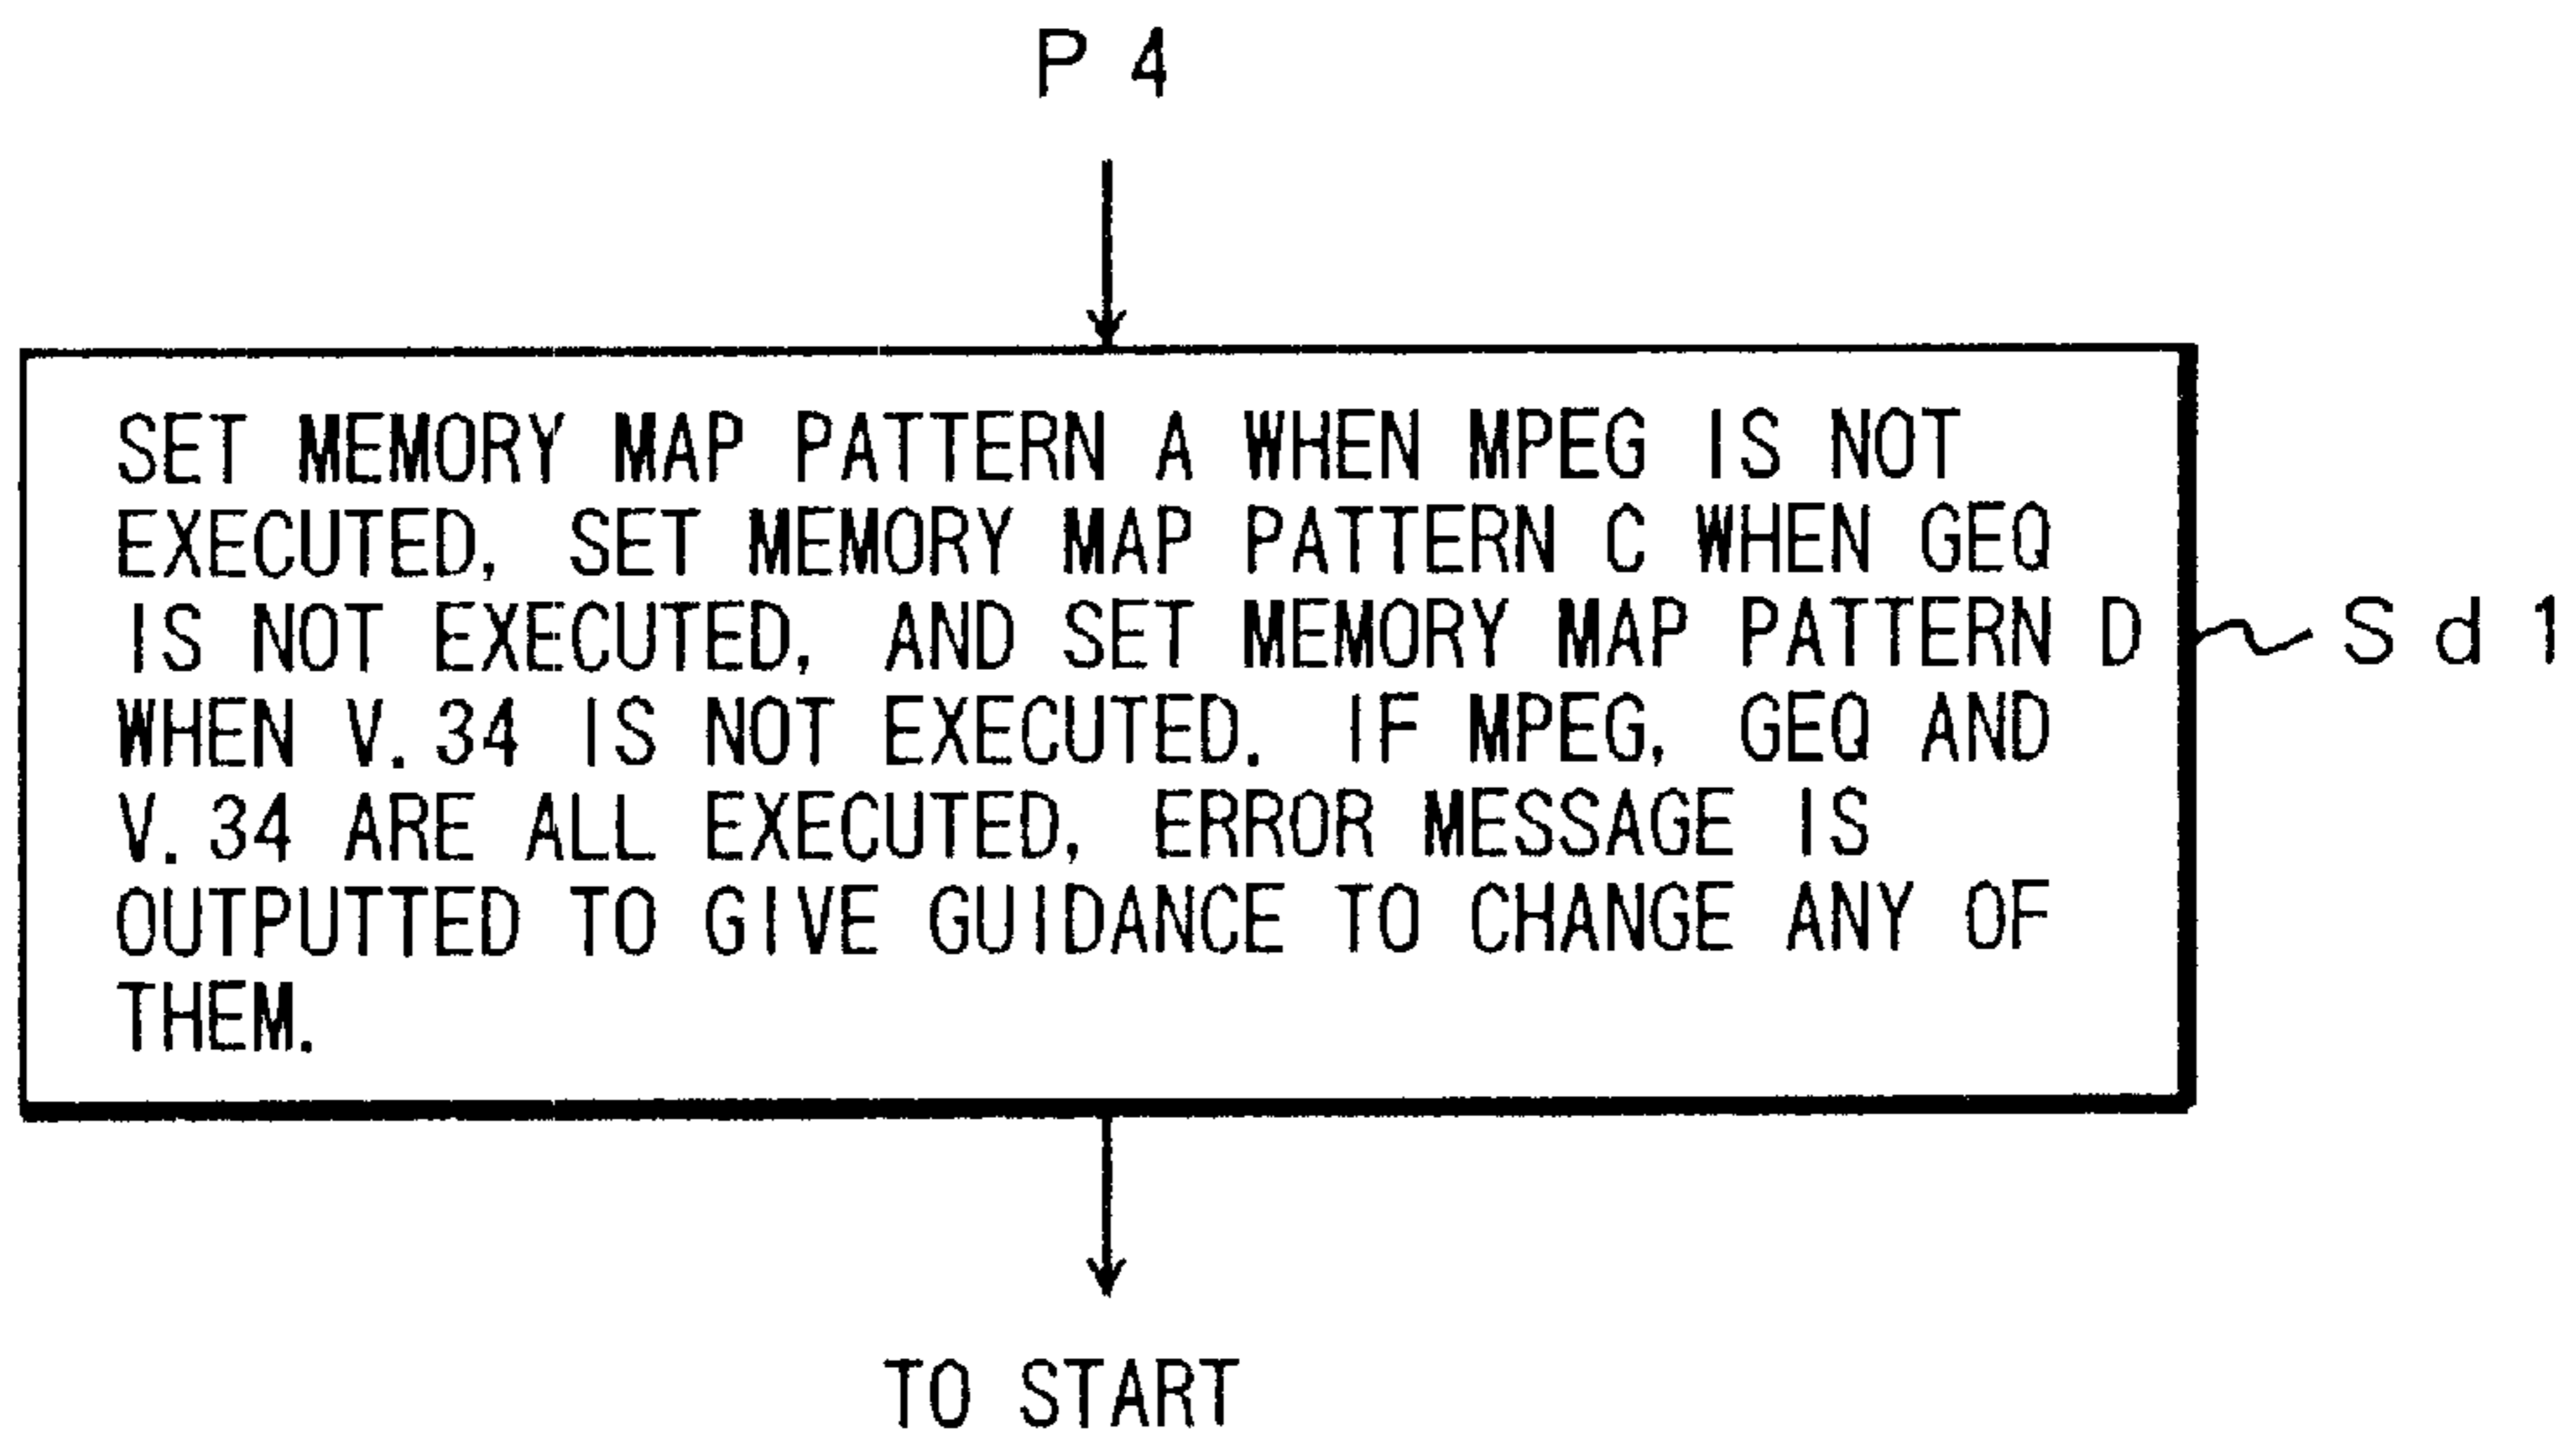 P 4
SET MEMORY MAP PATTERN A WHEN MPEG IS NOT
EXECUTED, SET MEMORY MAP PATTERN C WHEN GEQ
IS NOT EXECUTED, AND SET MEMORY MAP PATTERN D
WHEN V.34 IS NOT EXECUTED. IF MPEG, GEQ AND
V.34 ARE ALL EXECUTED, ERROR MESSAGE IS
OUTPUTTED TO GIVE GUIDANCE TO CHANGE ANY OF
THEM.
Sd1
TO START